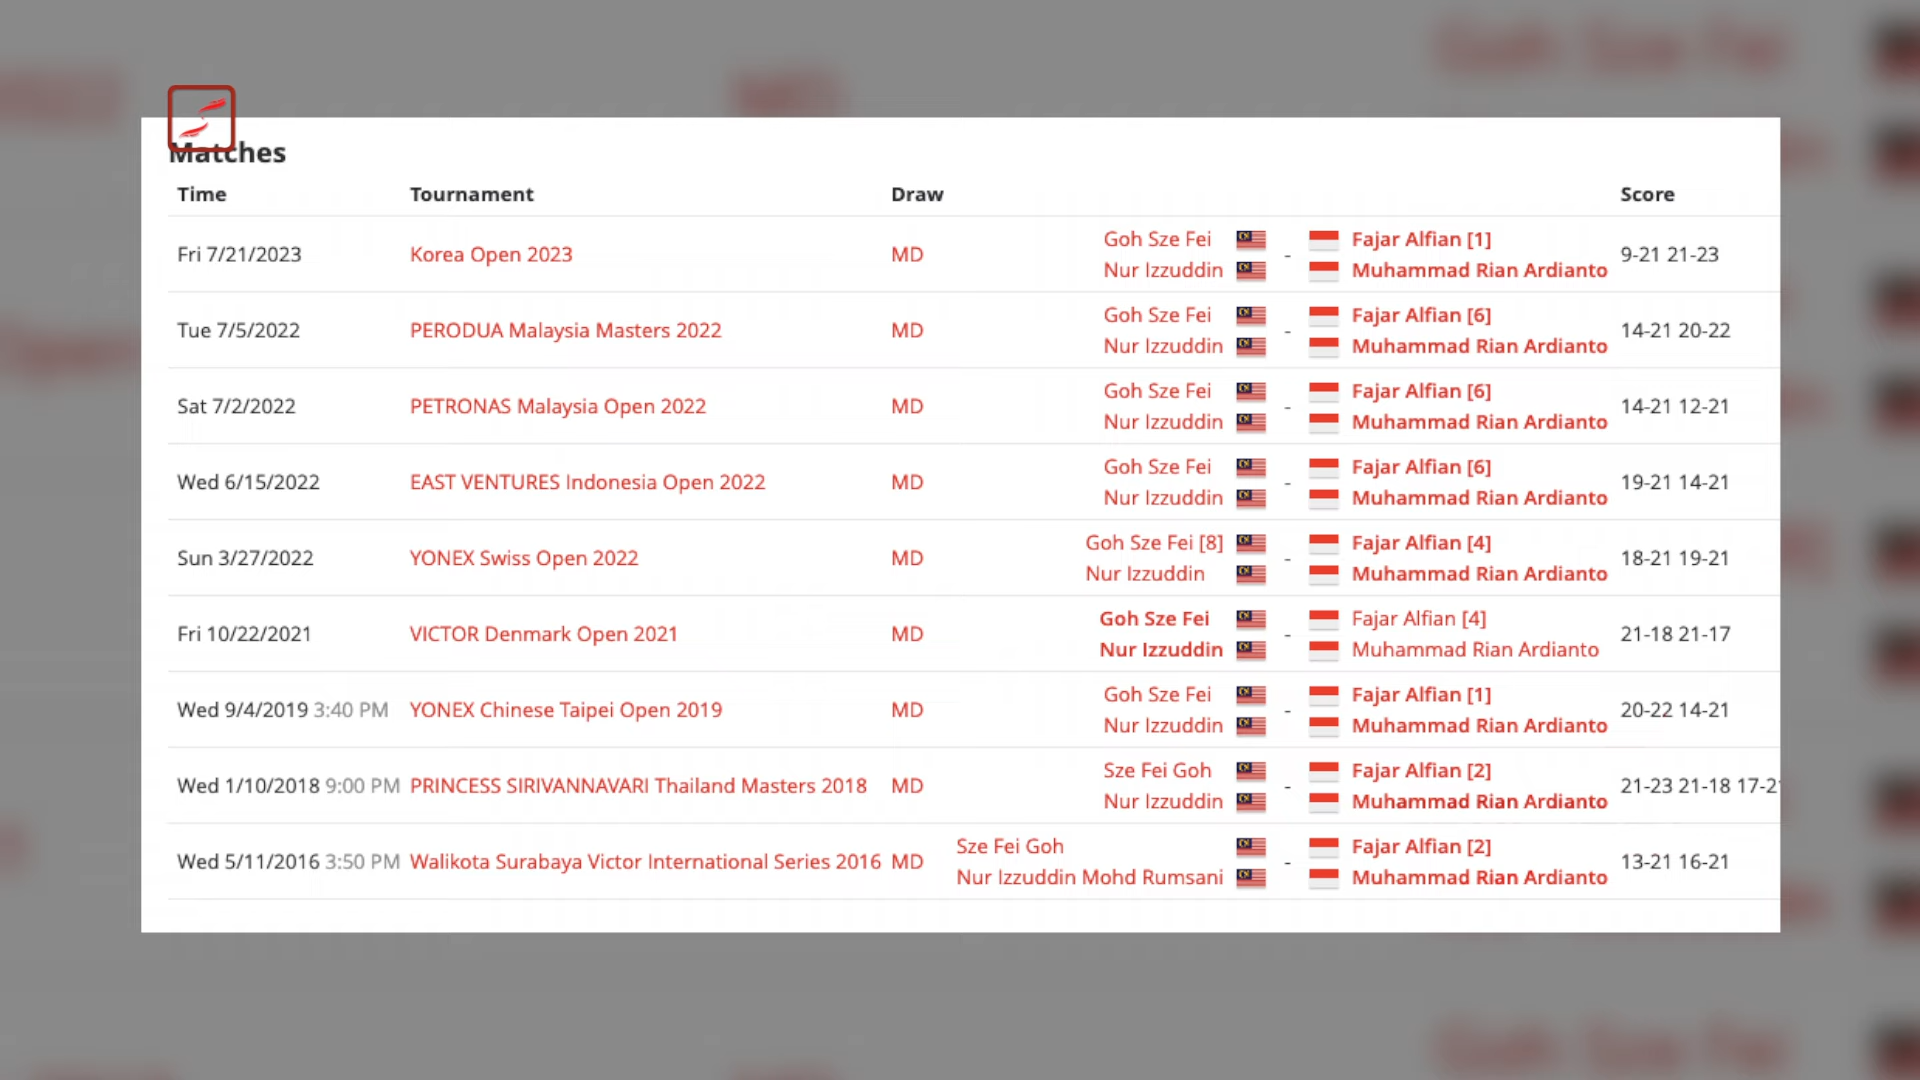 Matches
Time Tournament Draw Score
Fri 7/21/2023 Korea Open 2023 MD Goh Sze Fei Nur Izzuddin - Fajar Alfian [1] Muhammad Rian Ardianto 9-21 21-23
Tue 7/5/2022 PERODUA Malaysia Masters 2022 MD Goh Sze Fei Nur Izzuddin - Fajar Alfian [6] Muhammad Rian Ardianto 14-21 20-22
Sat 7/2/2022 PETRONAS Malaysia Open 2022 MD Goh Sze Fei Nur Izzuddin - Fajar Alfian [6] Muhammad Rian Ardianto 14-21 12-21
Wed 6/15/2022 EAST VENTURES Indonesia Open 2022 MD Goh Sze Fei Nur Izzuddin - Fajar Alfian [6] Muhammad Rian Ardianto 19-21 14-21
Sun 3/27/2022 YONEX Swiss Open 2022 MD Goh Sze Fei [8] Nur Izzuddin - Fajar Alfian [4] Muhammad Rian Ardianto 18-21 19-21
Fri 10/22/2021 VICTOR Denmark Open 2021 MD Goh Sze Fei Nur Izzuddin - Fajar Alfian [4] Muhammad Rian Ardianto 21-18 21-17
Wed 9/4/2019 3:40 PM YONEX Chinese Taipei Open 2019 MD Goh Sze Fei Nur Izzuddin - Fajar Alfian [1] Muhammad Rian Ardianto 20-22 14-21
Wed 1/10/2018 9:00 PM PRINCESS SIRIVANNAVARI Thailand Masters 2018 MD Sze Fei Goh Nur Izzuddin - Fajar Alfian [2] Muhammad Rian Ardianto 21-23 21-18
Wed 5/11/2016 3:50 PM Walikota Surabaya Victor International Series 2016 MD Sze Fei Goh Nur Izzuddin Mohd Rumsani - Fajar Alfian [2] Muhammad Rian Ardianto 13-21 16-21